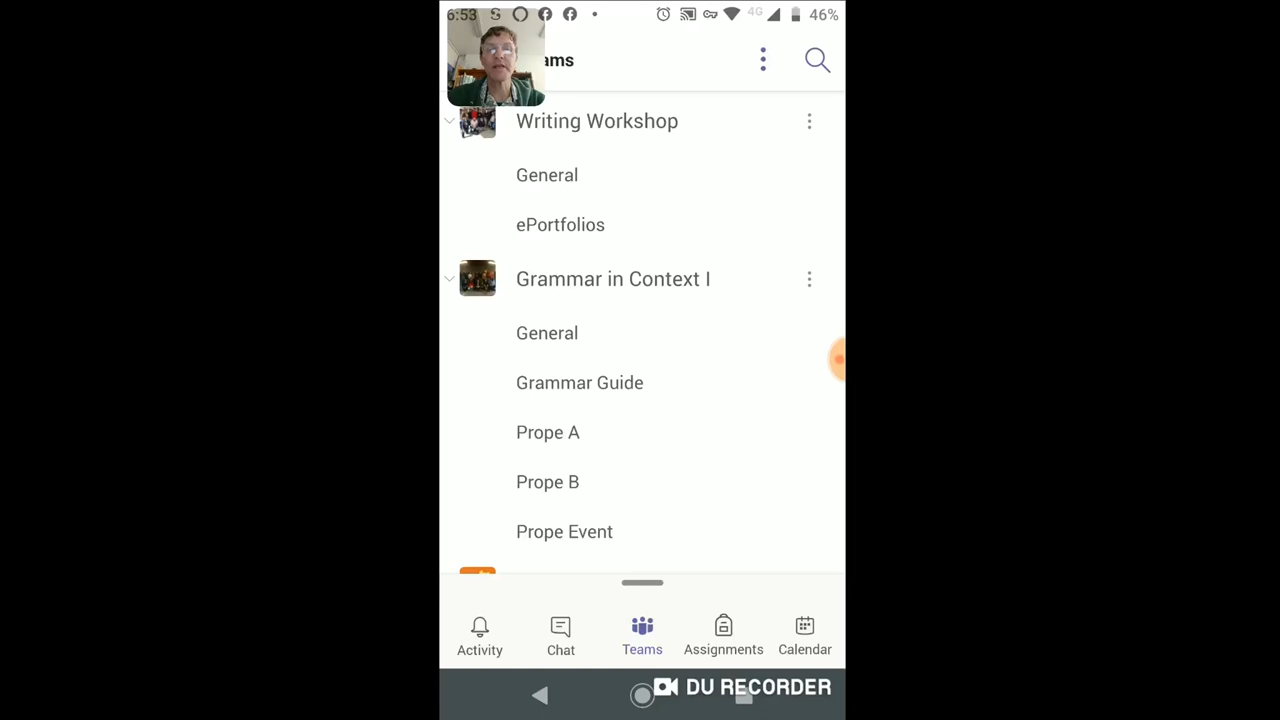 6:53 4G 46%
ams
Writing Workshop
General
ePortfolios
Grammar in Context I
General
Grammar Guide
Prope A
Prope B
Prope Event
Activity Chat Teams Assignments Calendar
DU RECORDER